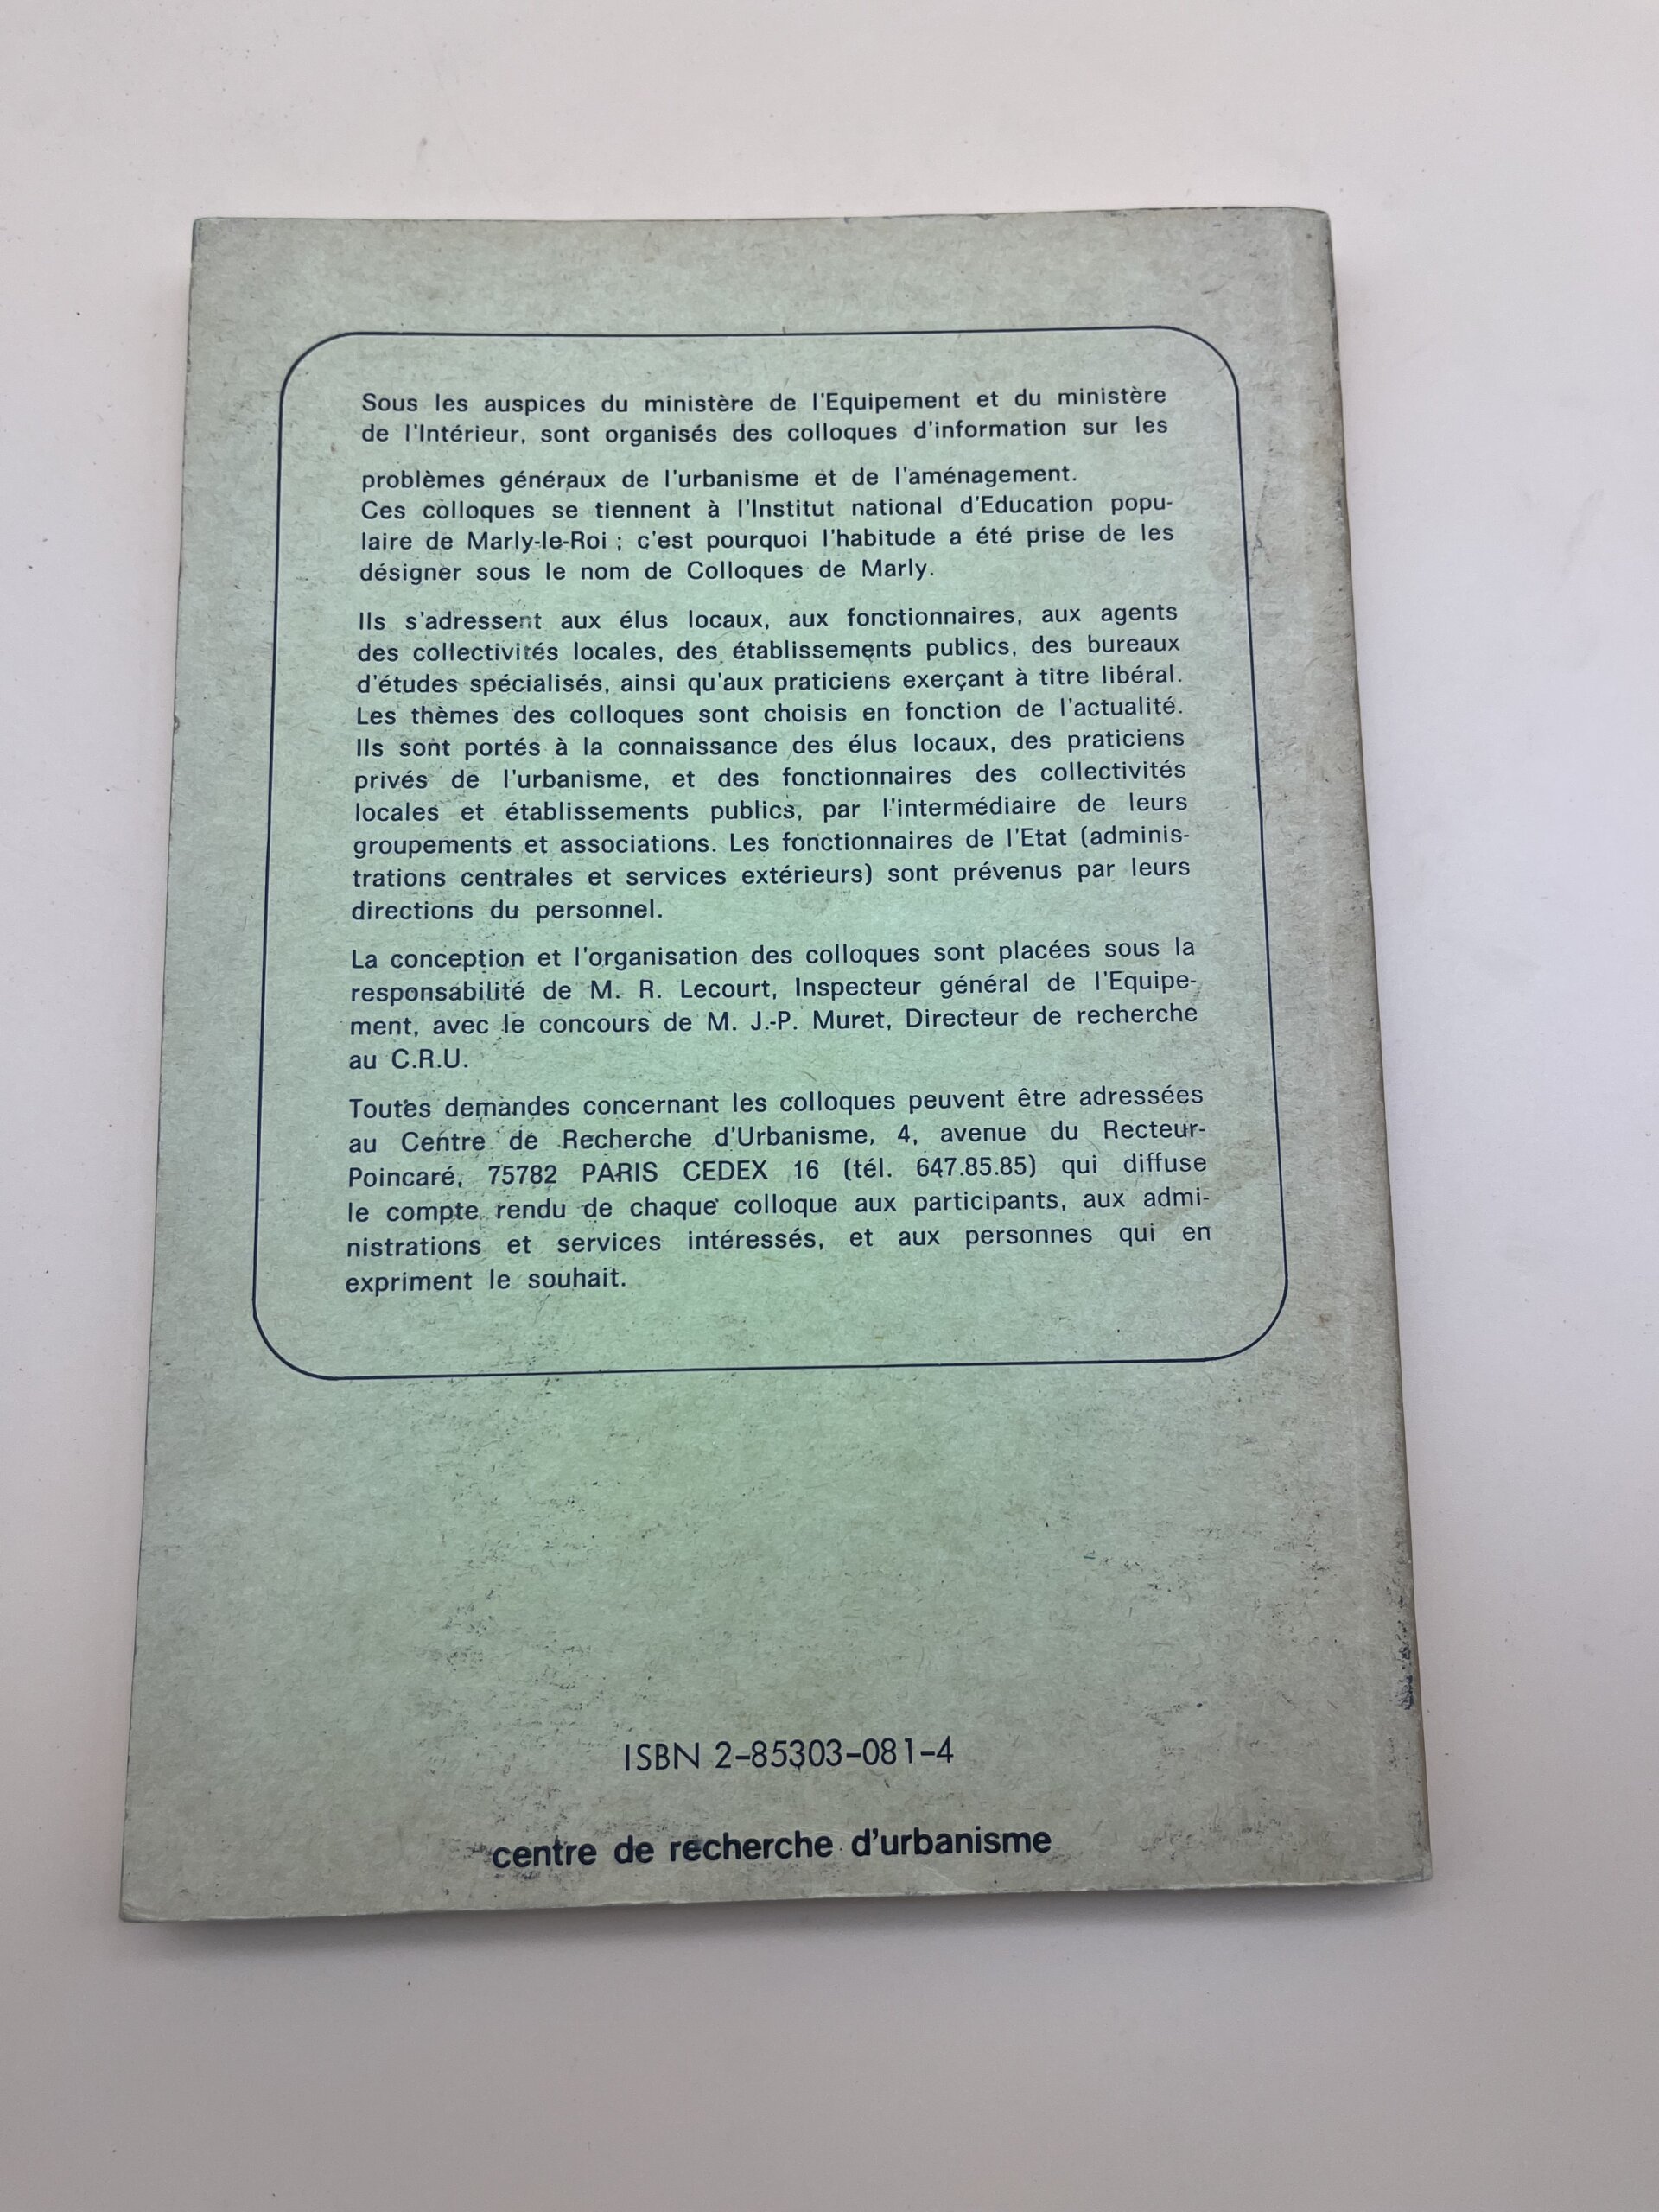 Sous les auspices du ministère de l'Equipement et du ministère
de l'Intérieur, sont organisés des colloques d'information sur les
problèmes généraux de l'urbanisme et de l'aménagement.
Ces colloques se tiennent à l'Institut national d'Education popu-
laire de Marly-le-Roi ; c'est pourquoi l'habitude a été prise de les
désigner sous le nom de Colloques de Marly.
Ils s'adressent aux élus locaux, aux fonctionnaires, aux agents
des collectivités locales, des établissements publics, des bureaux
d'études spécialisés, ainsi qu'aux praticiens exerçant à titre libéral.
Les thèmes des colloques sont choisis en fonction de l'actualité.
Ils sont portés à la connaissance des élus locaux, des praticiens
privés de l'urbanisme, et des fonctionnaires des collectivités
locales et établissements publics, par l'intermédiaire de leurs
groupements et associations. Les fonctionnaires de l'Etat (adminis-
trations centrales et services extérieurs) sont prévenus par leurs
directions du personnel.
La conception et l'organisation des colloques sont placées sous la
responsabilité de M. R. Lecourt, Inspecteur général de l'Equipe-
ment, avec le concours de M. J.-P. Muret, Directeur de recherche
au C.R.U.
Toutes demandes concernant les colloques peuvent être adressées
au Centre de Recherche d'Urbanisme, 4, avenue du Recteur-
Poincaré, 75782 PARIS CEDEX 16 (tél. 647.85.85) qui diffuse
le compte rendu de chaque colloque aux participants, aux admi-
nistrations et services intéressés, et aux personnes qui en
expriment le souhait.
ISBN 2-85303-081-4
centre de recherche d'urbanisme